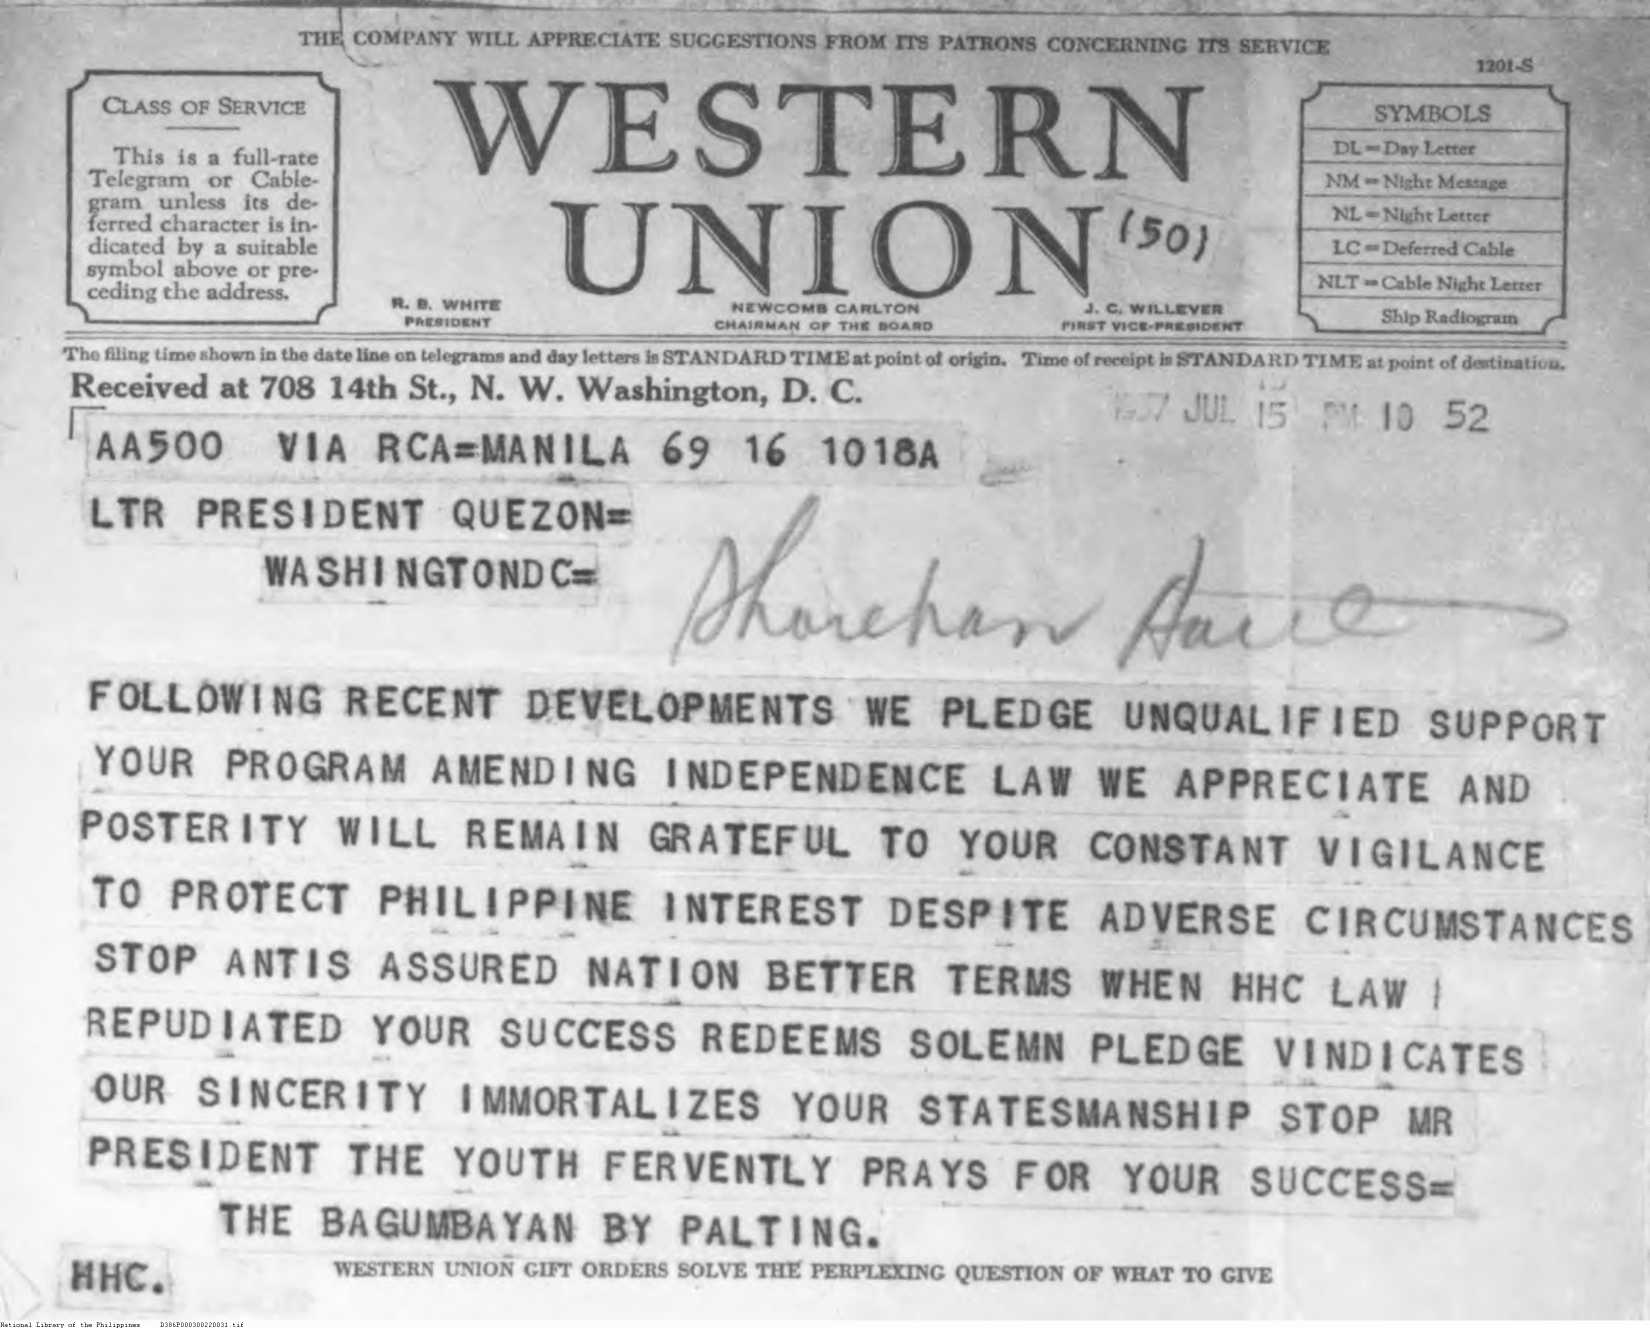 THE COMPANY WILL APPRECIATE SUGGESTIONS FROM ITS PATRONS CONCERNING ITS SERVICE
1201-S
CLASS OF SERVICE
This is a full-rate
Telegram or Cable-
gram unless its de-
ferred character is in-
dicated by a suitable
symbol above or pre-
ceding the address.
WESTERN
UNION
(50)
R. B. WHITE
PRESIDENT
NEWCOMB CARLTON
CHAIRMAN OF THE BOARD
J. C. WILLEVER
FIRST VICE-PRESIDENT
SYMBOLS
DL = Day Letter
NM = Night Message
NL = Night Letter
LC = Deferred Cable
NLT = Cable Night Letter
Ship Radiogram
The filing time shown in the date line on telegrams and day letters is STANDARD TIME at point of origin. Time of receipt is STANDARD TIME at point of destination.
Received at 708 14th St., N. W. Washington, D. C.
JUL 15 PM 10 52
AA500 VIA RCA=MANILA 69 16 1018A
LTR PRESIDENT QUEZON=
WASHINGTONDC=
Shoreham
FOLLOWING RECENT DEVELOPMENTS WE PLEDGE UNQUALIFIED SUPPORT
YOUR PROGRAM AMENDING INDEPENDENCE LAW WE APPRECIATE AND
POSTERITY WILL REMAIN GRATEFUL TO YOUR CONSTANT VIGILANCE
TO PROTECT PHILIPPINE INTEREST DESPITE ADVERSE CIRCUMSTANCES
STOP ANTIS ASSURED NATION BETTER TERMS WHEN HHC LAW
REPUDIATED YOUR SUCCESS REDEEMS SOLEMN PLEDGE VINDICATES
OUR SINCERITY IMMORTALIZES YOUR STATESMANSHIP STOP MR
PRESIDENT THE YOUTH FERVENTLY PRAYS FOR YOUR SUCCESS=
THE BAGUMBAYAN BY PALTING.
HHC.
WESTERN UNION GIFT ORDERS SOLVE THE PERPLEXING QUESTION OF WHAT TO GIVE
National Library of the Philippines D386P000300220031.tif